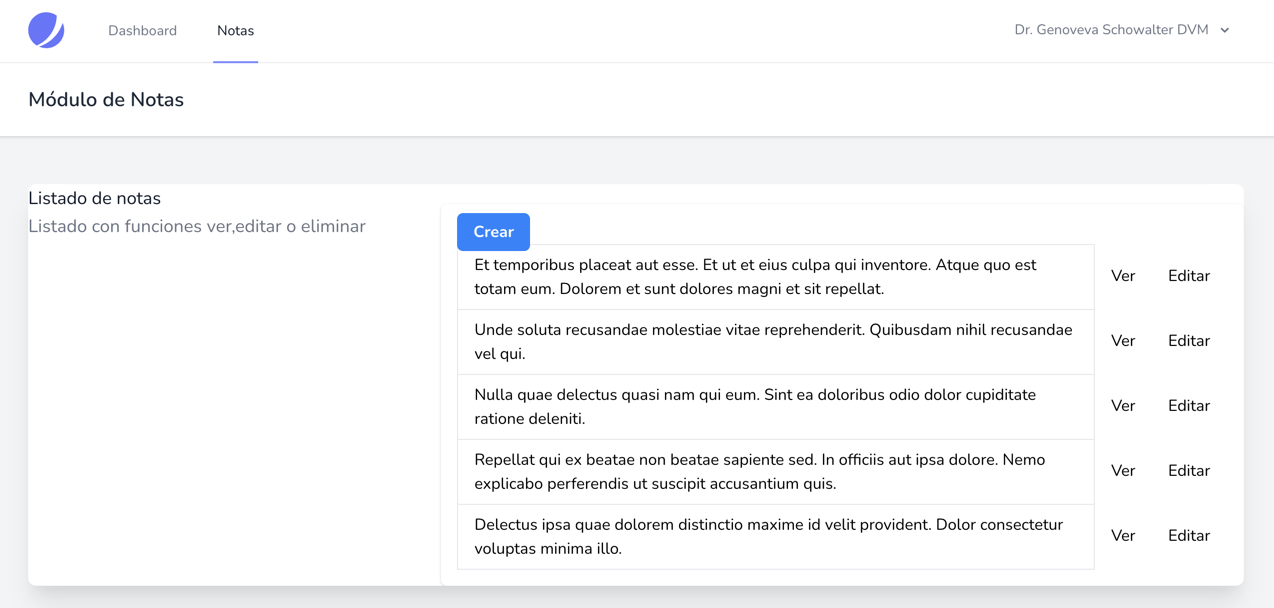 Dashboard
Notas
Dr. Genoveva Schowalter DVM
Módulo de Notas
Listado de notas
Listado con funciones ver,editar o eliminar
Crear
Et temporibus placeat aut esse. Et ut et eius culpa qui inventore. Atque quo est
totam eum. Dolorem et sunt dolores magni et sit repellat.
Ver
Editar
Unde soluta recusandae molestiae vitae reprehenderit. Quibusdam nihil recusandae
vel qui.
Ver
Editar
Nulla quae delectus quasi nam qui eum. Sint ea doloribus odio dolor cupiditate
ratione deleniti.
Ver
Editar
Repellat qui ex beatae non beatae sapiente sed. In officiis aut ipsa dolore. Nemo
explicabo perferendis ut suscipit accusantium quis.
Ver
Editar
Delectus ipsa quae dolorem distinctio maxime id velit provident. Dolor consectetur
voluptas minima illo.
Ver
Editar